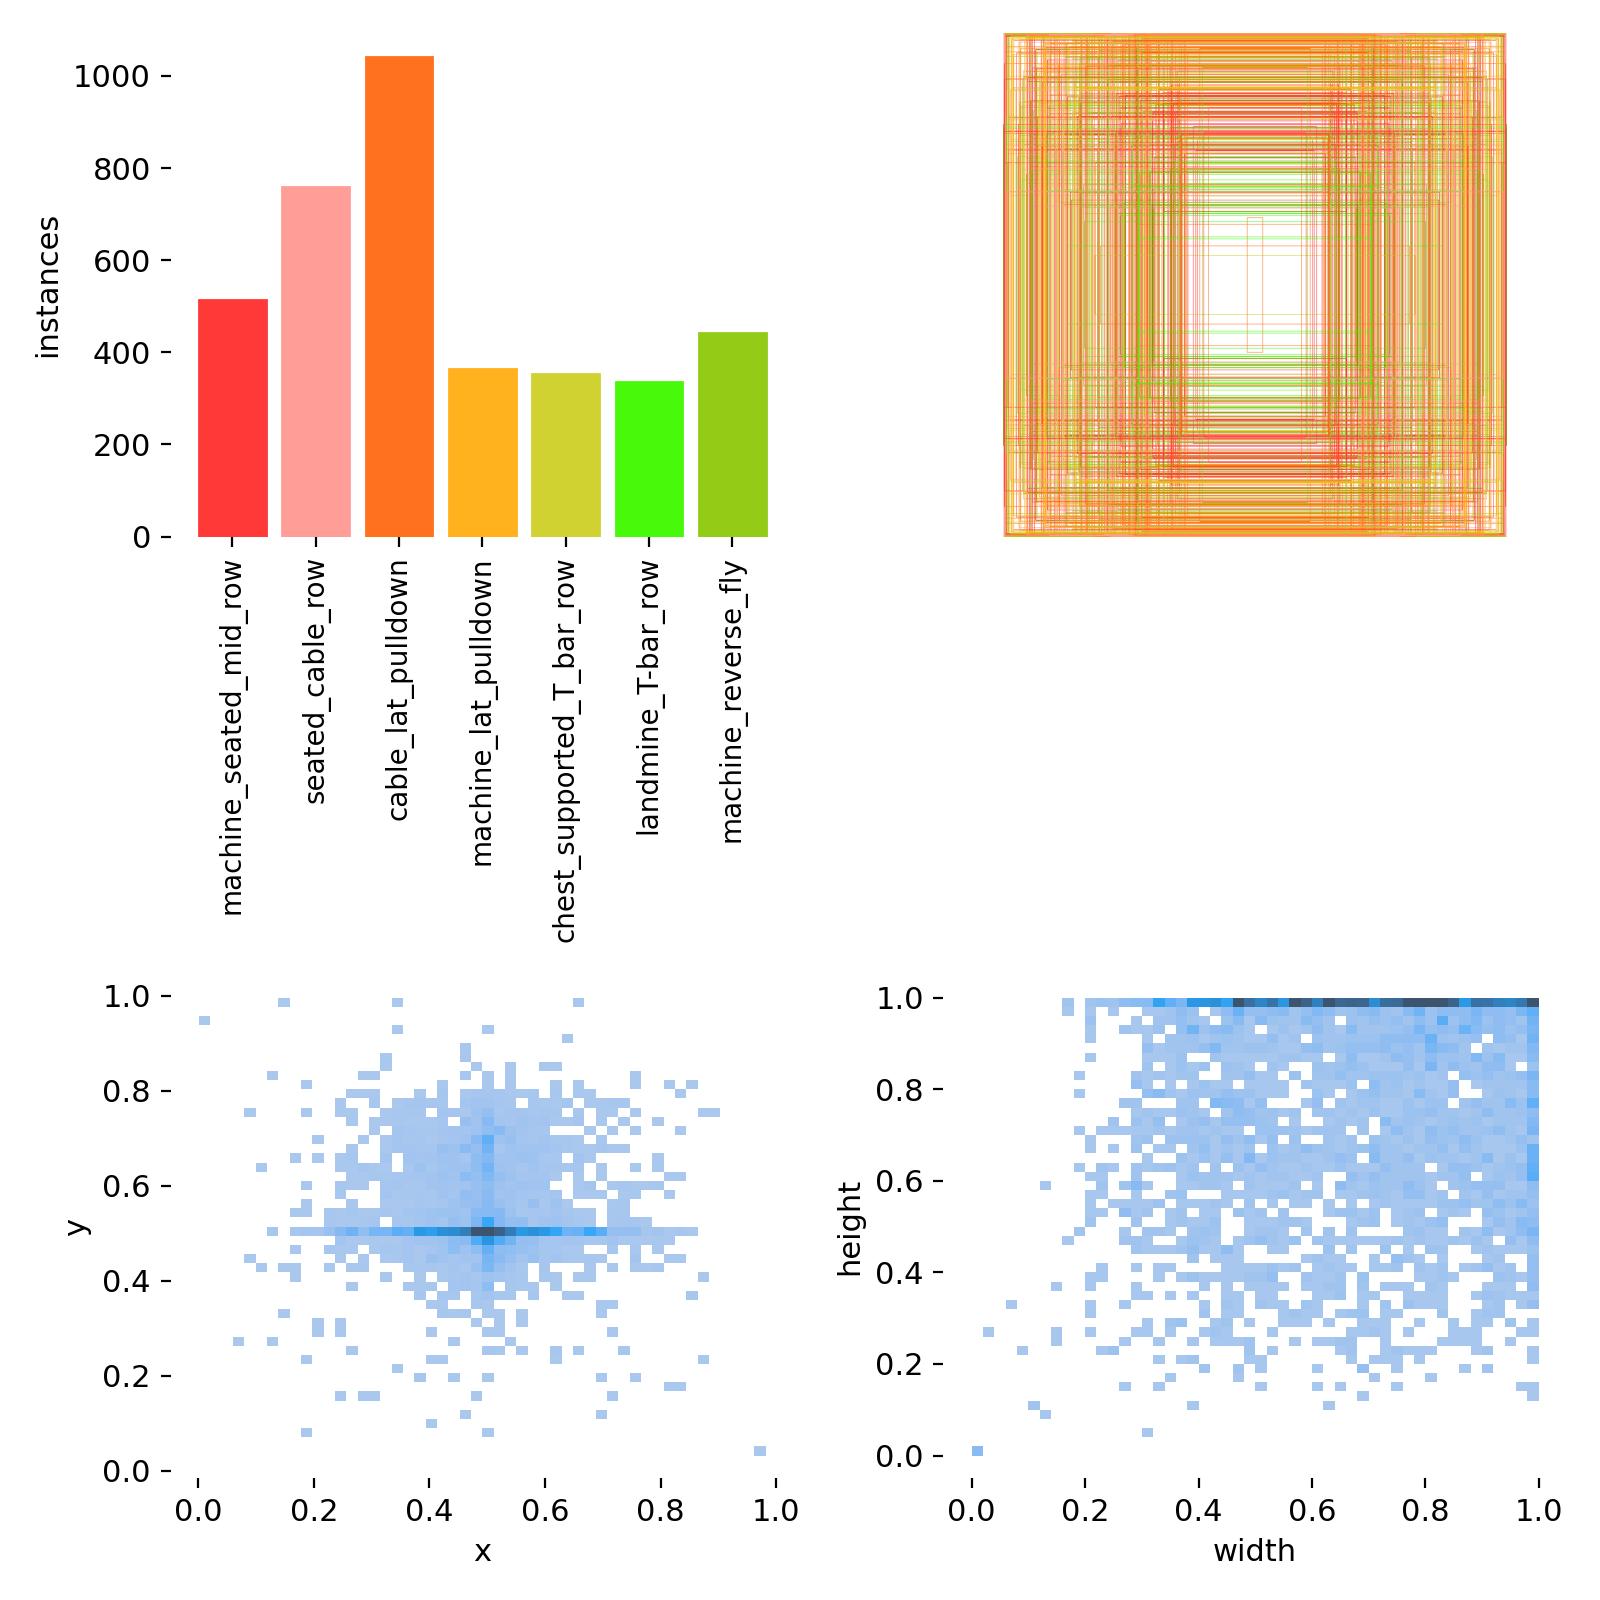 instances
1000
800
600
400
200
0
machine_seated_mid_row
seated_cable_row
cable_lat_pulldown
machine_lat_pulldown
chest_supported_T_bar_row
landmine_T-bar_row
machine_reverse_fly
y
1.0
0.8
0.6
0.4
0.2
0.0
0.0 0.2 0.4 0.6 0.8 1.0
x
height
1.0
0.8
0.6
0.4
0.2
0.0
0.0 0.2 0.4 0.6 0.8 1.0
width